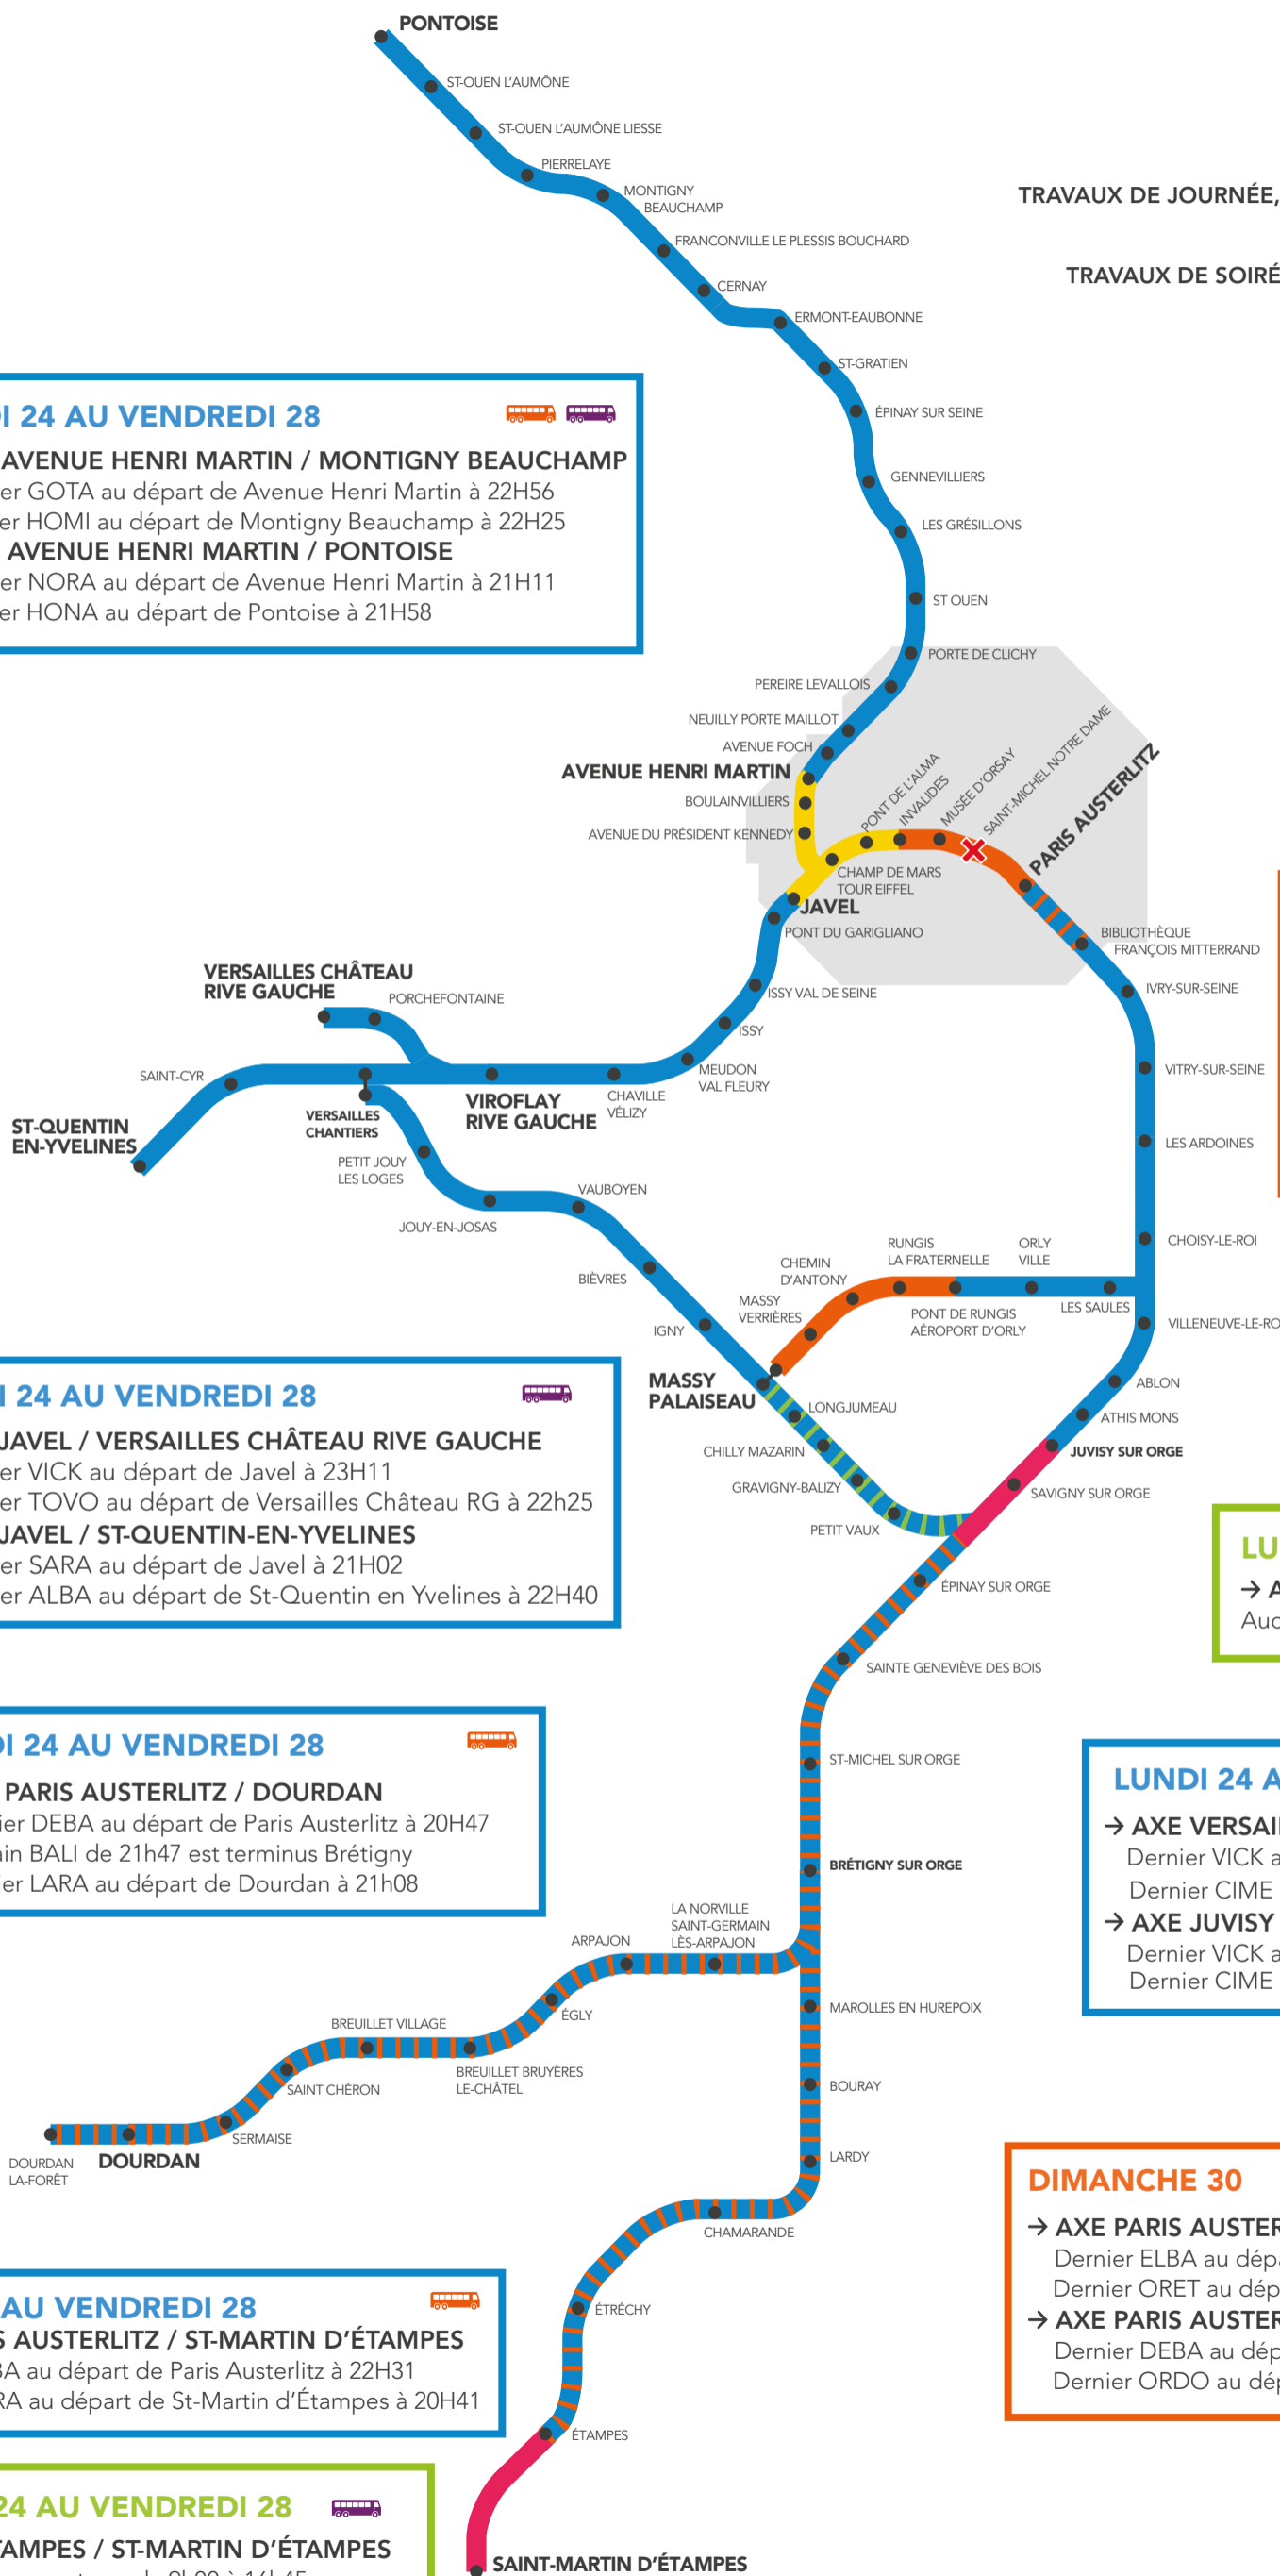 PONTOISE
ST-OUEN L'AUMÔNE
ST-OUEN L'AUMÔNE LIESSE
PIERRELAYE
MONTIGNY
BEAUCHAMP
TRAVAUX DE JOURNÉE,
FRANCONVILLE LE PLESSIS BOUCHARD
TRAVAUX DE SOIRÉ
CERNAY
ERMONT-EAUBONNE
ST-GRATIEN
ÉPINAY SUR SEINE
GENNEVILLIERS
LES GRÉSILLONS
ST OUEN
I 24 AU VENDREDI 28
AVENUE HENRI MARTIN / MONTIGNY BEAUCHAMP
er GOTA au départ de Avenue Henri Martin à 22H56
er HOMI au départ de Montigny Beauchamp à 22H25
AVENUE HENRI MARTIN / PONTOISE
er NORA au départ de Avenue Henri Martin à 21H11
er HONA au départ de Pontoise à 21H58
PORTE DE CLICHY
PEREIRE LEVALLOIS
NEUILLY PORTE MAILLOT
AVENUE FOCH
AVENUE HENRI MARTIN
BOULAINVILLIERS
AVENUE DU PRÉSIDENT KENNEDY
PONT DE L'ALMA
INVALIDES
MUSÉE D'ORSAY
SAINT-MICHEL NOTRE DAME
PARIS AUSTERLITZ
CHAMP DE MARS
TOUR EIFFEL
JAVEL
PONT DU GARIGLIANO
BIBLIOTHÈQUE
FRANÇOIS MITTERRAND
IVRY-SUR-SEINE
ISSY VAL DE SEINE
ISSY
MEUDON
VAL FLEURY
CHAVILLE
VÉLIZY
VIROFLAY
RIVE GAUCHE
VERSAILLES CHÂTEAU
RIVE GAUCHE
PORCHEFONTAINE
SAINT-CYR
VERSAILLES
CHANTIERS
ST-QUENTIN
EN-YVELINES
PETIT JOUY
LES LOGES
JOUY-EN-JOSAS
VAUBOYEN
BIÈVRES
IGNY
VITRY-SUR-SEINE
LES ARDOINES
CHOISY-LE-ROI
RUNGIS
LA FRATERNELLE
ORLY
VILLE
CHEMIN
D'ANTONY
MASSY
VERRIÈRES
PONT DE RUNGIS
AÉROPORT D'ORLY
LES SAULES
VILLENEUVE-LE-RO
MASSY
PALAISEAU
LONGJUMEAU
CHILLY MAZARIN
GRAVIGNY-BALIZY
PETIT VAUX
ABLON
ATHIS MONS
JUVISY SUR ORGE
SAVIGNY SUR ORGE
I 24 AU VENDREDI 28
JAVEL / VERSAILLES CHÂTEAU RIVE GAUCHE
er VICK au départ de Javel à 23H11
er TOVO au départ de Versailles Château RG à 22h25
JAVEL / ST-QUENTIN-EN-YVELINES
er SARA au départ de Javel à 21H02
er ALBA au départ de St-Quentin en Yvelines à 22H40
LU
→ A
Auc
ÉPINAY SUR ORGE
SAINTE GENEVIÈVE DES BOIS
ST-MICHEL SUR ORGE
BRÉTIGNY SUR ORGE
DI 24 AU VENDREDI 28
PARIS AUSTERLITZ / DOURDAN
ier DEBA au départ de Paris Austerlitz à 20H47
ain BALI de 21h47 est terminus Brétigny
ier LARA au départ de Dourdan à 21h08
LUNDI 24 A
→ AXE VERSAI
Dernier VICK a
Dernier CIME
→ AXE JUVISY
Dernier VICK a
Dernier CIME
LA NORVILLE
SAINT-GERMAIN
LÈS-ARPAJON
ARPAJON
ÉGLY
BREUILLET VILLAGE
BREUILLET BRUYÈRES
LE-CHÂTEL
SAINT CHÉRON
SERMAISE
DOURDAN
DOURDAN
LA-FORÊT
MAROLLES EN HUREPOIX
BOURAY
LARDY
CHAMARANDE
ÉTRÉCHY
ÉTAMPES
SAINT-MARTIN D'ÉTAMPES
DIMANCHE 30
→ AXE PARIS AUSTER
Dernier ELBA au dépa
Dernier ORET au dép
→ AXE PARIS AUSTER
Dernier DEBA au dép
Dernier ORDO au dép
AU VENDREDI 28
S AUSTERLITZ / ST-MARTIN D'ÉTAMPES
BA au départ de Paris Austerlitz à 22H31
RA au départ de St-Martin d'Étampes à 20H41
24 AU VENDREDI 28
TAMPES / ST-MARTIN D'ÉTAMPES